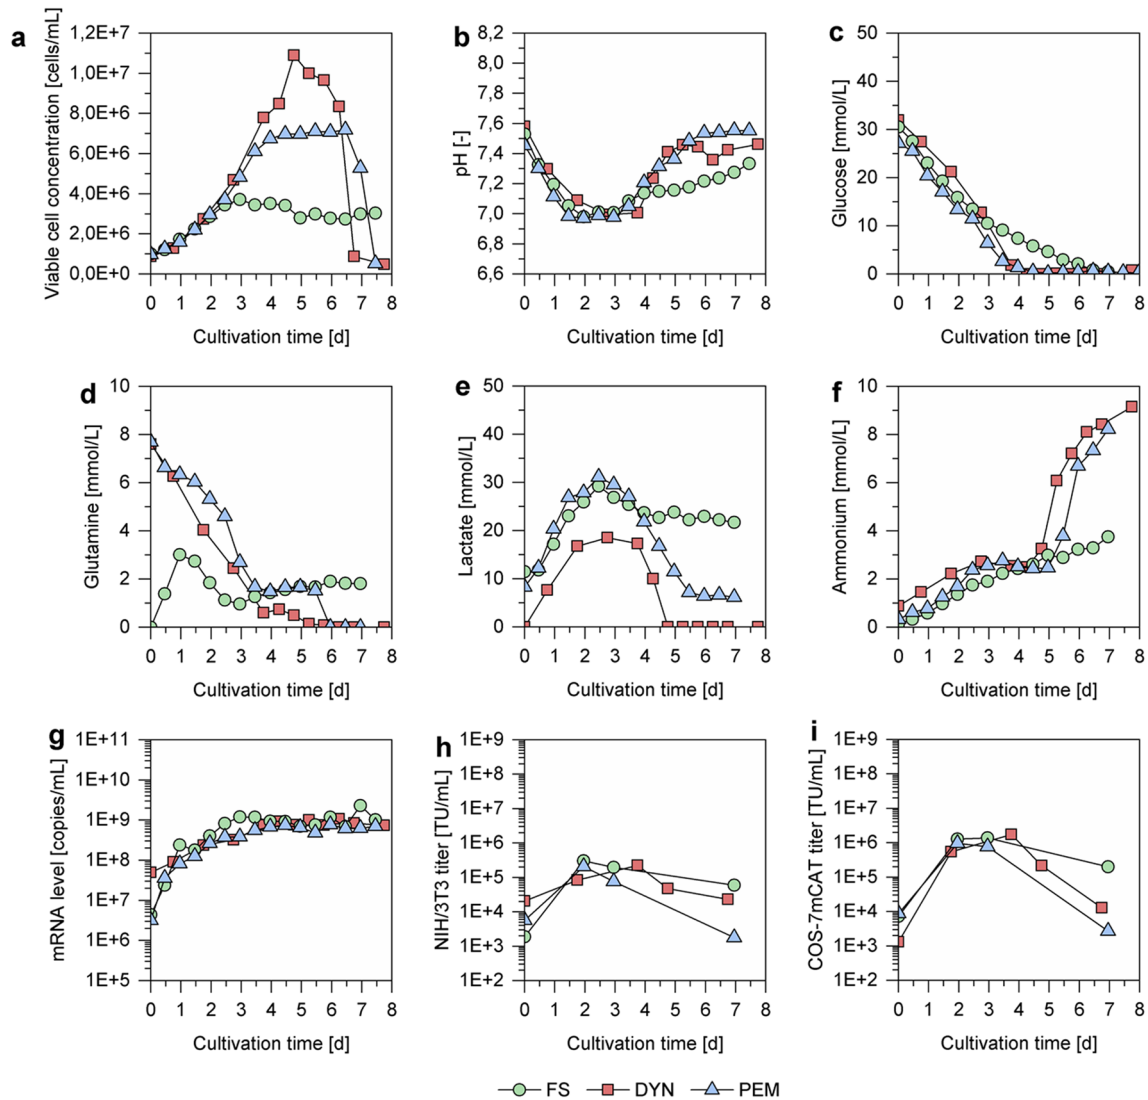 a
Viable cell concentration [cells/mL]
1,2E+7
1,0E+7
8,0E+6
6,0E+6
4,0E+6
2,0E+6
0,0E+0
0 1 2 3 4 5 6 7 8
Cultivation time [d]
b
pH [-]
8,2
8,0
7,8
7,6
7,4
7,2
7,0
6,8
6,6
0 1 2 3 4 5 6 7 8
Cultivation time [d]
c
Glucose [mmol/L]
50
40
30
20
10
0
0 1 2 3 4 5 6 7 8
Cultivation time [d]
d
Glutamine [mmol/L]
10
8
6
4
2
0
0 1 2 3 4 5 6 7 8
Cultivation time [d]
e
Lactate [mmol/L]
50
40
30
20
10
0
0 1 2 3 4 5 6 7 8
Cultivation time [d]
f
Ammonium [mmol/L]
10
8
6
4
2
0
0 1 2 3 4 5 6 7 8
Cultivation time [d]
g
mRNA level [copies/mL]
1E+11
1E+10
1E+9
1E+8
1E+7
1E+6
1E+5
0 1 2 3 4 5 6 7 8
Cultivation time [d]
h
NIH/3T3 titer [TU/mL]
1E+9
1E+8
1E+7
1E+6
1E+5
1E+4
1E+3
1E+2
0 1 2 3 4 5 6 7 8
Cultivation time [d]
i
COS-7mCAT titer [TU/mL]
1E+9
1E+8
1E+7
1E+6
1E+5
1E+4
1E+3
1E+2
0 1 2 3 4 5 6 7 8
Cultivation time [d]
FS DYN PEM